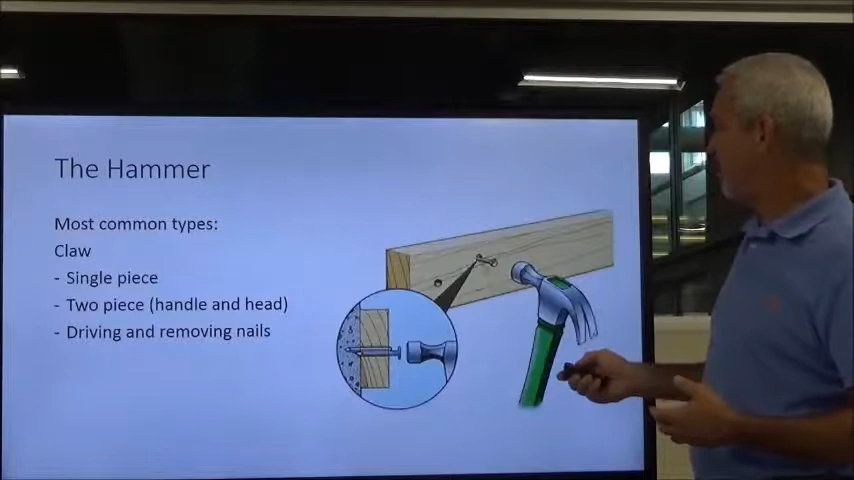 The Hammer
Most common types:
Claw
- Single piece
- Two piece (handle and head)
- Driving and removing nails